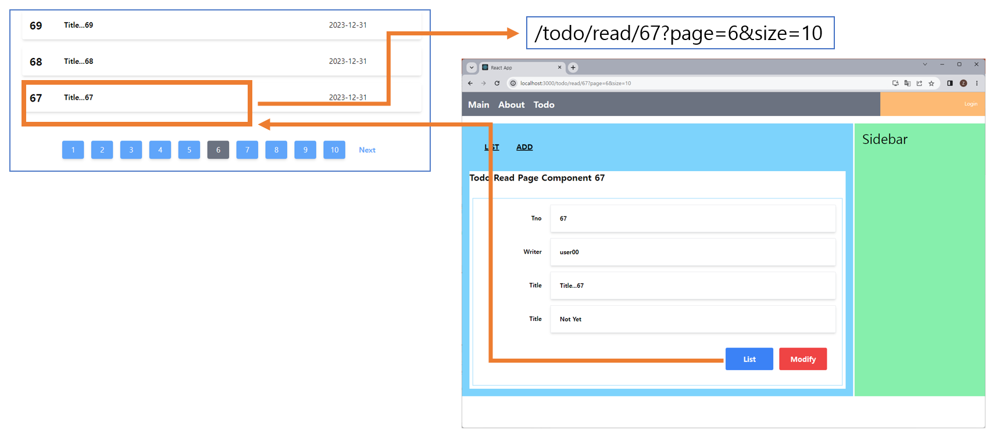 69 Title...69 2023-12-31
68 Title...68 2023-12-31
67 Title...67 2023-12-31
1 2 3 4 5 6 7 8 9 10 Next
/todo/read/67?page=6&size=10
React App
localhost:3000/todo/read/67?page=6&size=10
Z
Main About Todo
Login
LIST ADD
Sidebar
Todo Read Page Component 67
Tno 67
Writer user00
Title Title...67
Title Not Yet
List Modify